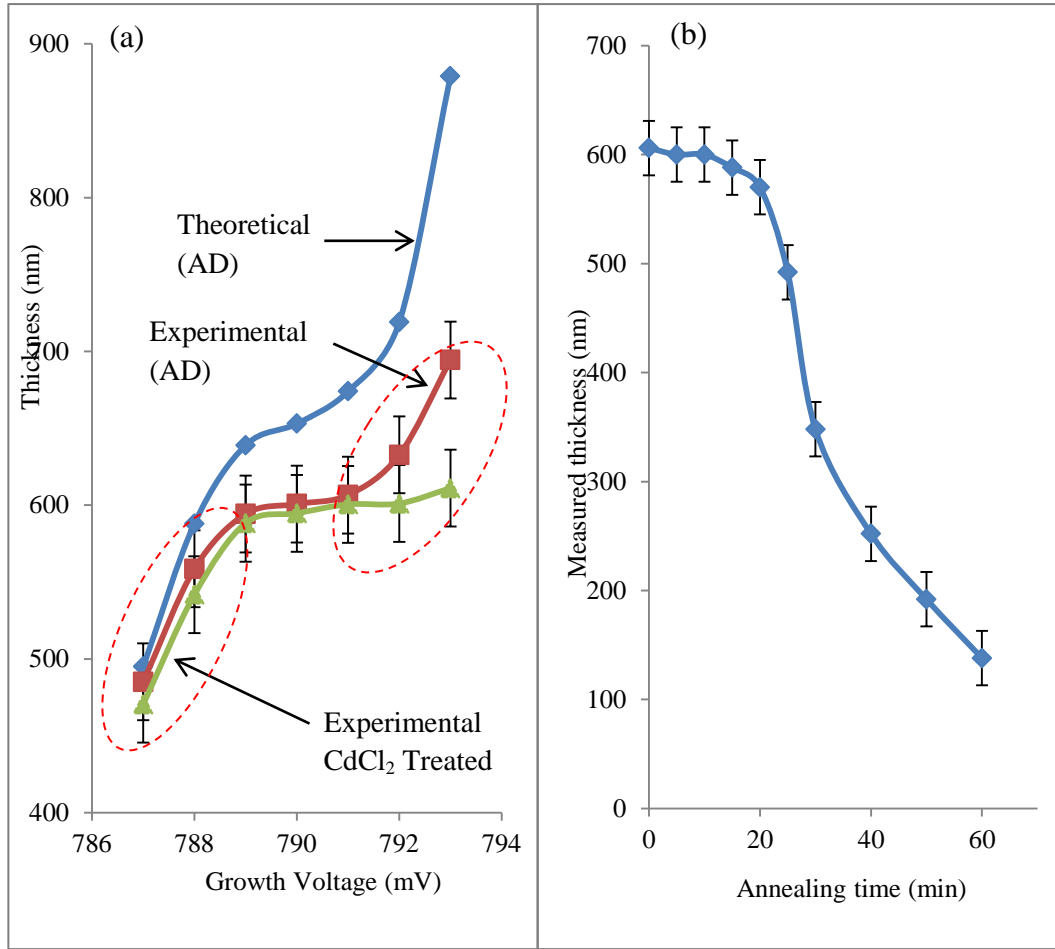 (a)
900
800
700
600
500
400
786
788
790
792
794
Thickness (nm)
Growth Voltage (mV)
Theoretical
(AD)
Experimental
(AD)
Experimental
CdCl₂ Treated
(b)
700
600
500
400
300
200
100
0
0
20
40
60
Measured thickness (nm)
Annealing time (min)